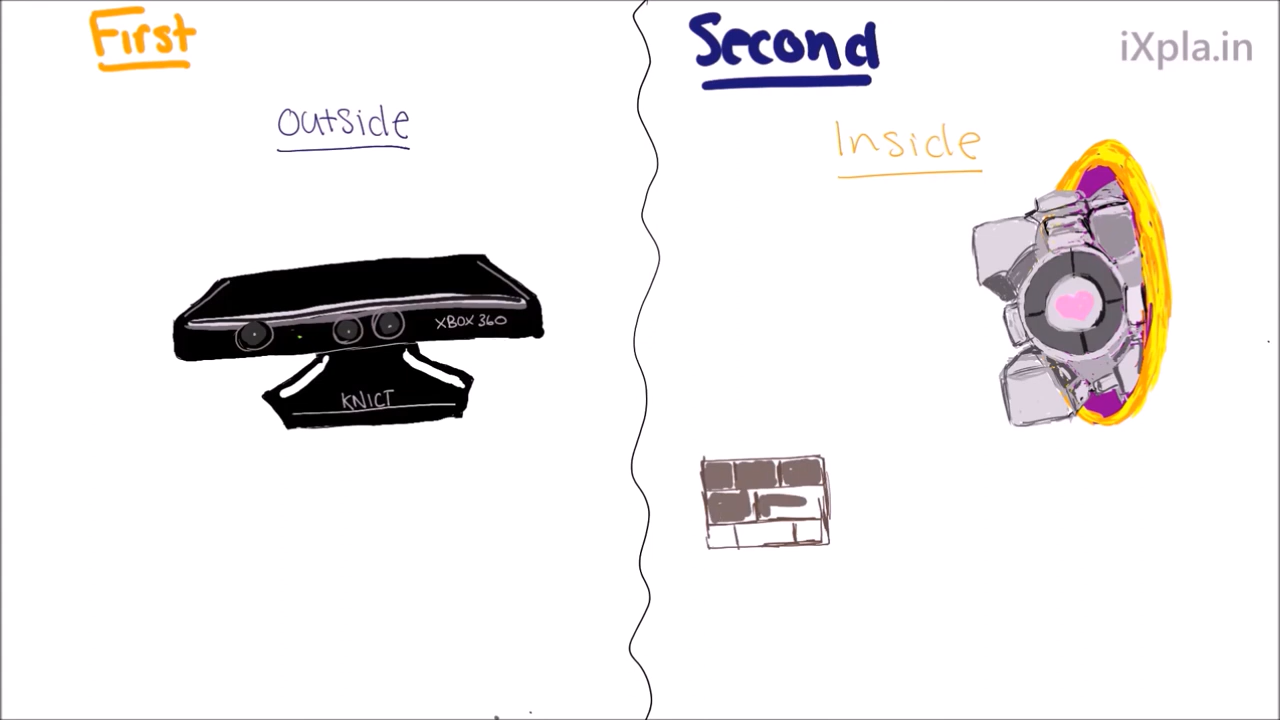 First
Outside
XBOX 360
KNICT
Second
iXpla.in
Inside